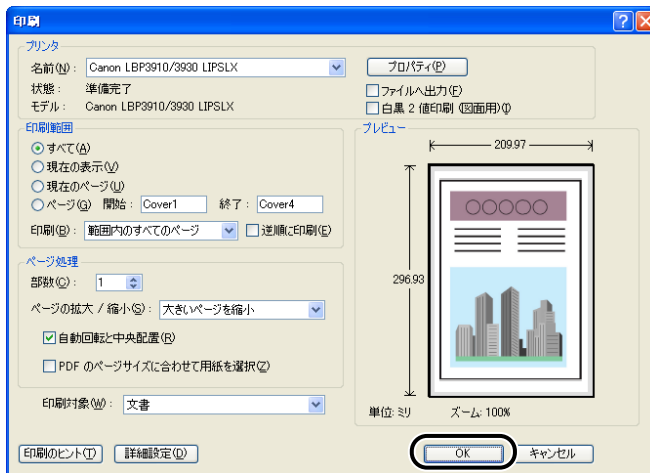 印刷
プリンタ
名前(N): Canon LBP3910/3930 LIPSLX プロパティ(P)
状態: 準備完了 ファイルへ出力(F)
モデル: Canon LBP3910/3930 LIPSLX 白黒 2 値印刷 (図面用)(I)
印刷範囲
すべて(A)
現在の表示(V)
現在のページ(U)
ページ(G) 開始: Cover1 終了: Cover4
印刷(B): 範囲内のすべてのページ 逆順に印刷(E)
ページ処理
部数(C): 1
ページの拡大 / 縮小(S): 大きいページを縮小
自動回転と中央配置(R)
PDF のページサイズに合わせて用紙を選択(Z)
印刷対象(W): 文書
プレビュー
209.97
296.93
○○○○○
単位: ミリ ズーム: 100%
印刷のヒント(T) 詳細設定(D) OK キャンセル